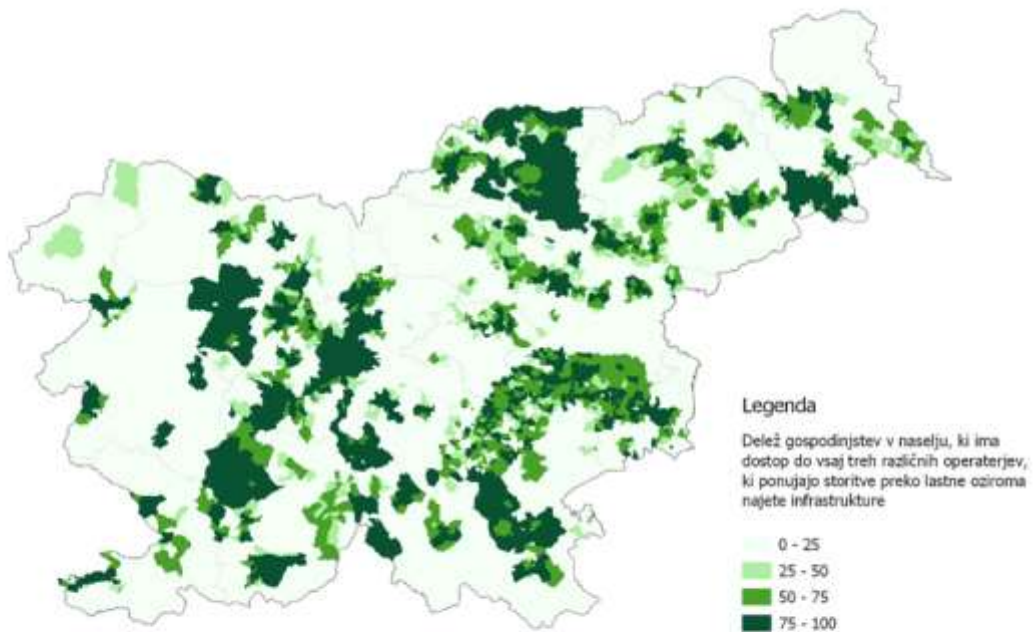 Legenda
Delež gospodinjstev v naselju, ki ima
dostop do vsaj treh različnih operaterjev,
ki ponujajo storitve preko lastne oziroma
najete infrastrukture
0 - 25
25 - 50
50 - 75
75 - 100